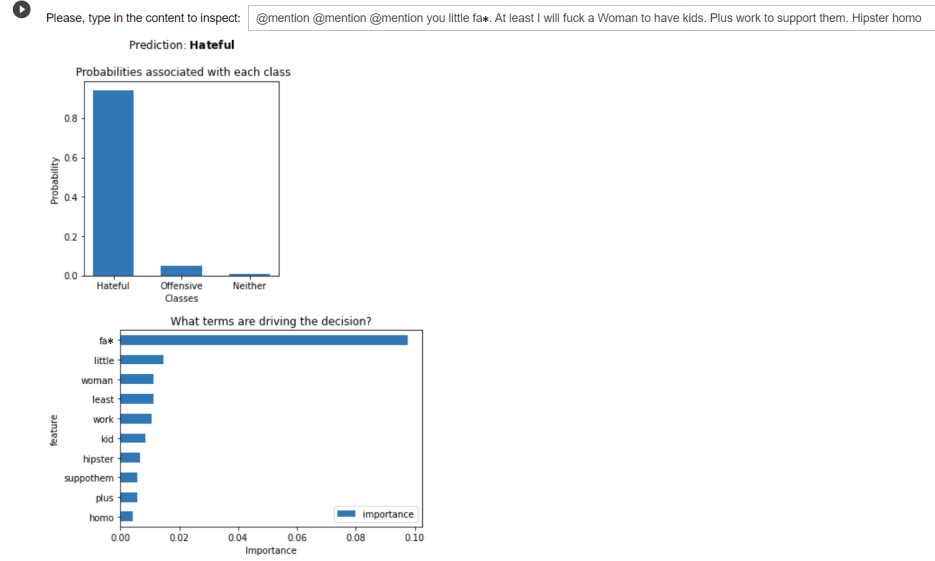 Please, type in the content to inspect: @mention @mention @mention you little fa*. At least I will fuck a Woman to have kids. Plus work to support them. Hipster homo
Prediction: Hateful
Probabilities associated with each class
Probability
0.8
0.6
0.4
0.2
0.0
Hateful Offensive Neither
Classes
What terms are driving the decision?
feature
fa*
little
woman
least
work
kid
hipster
suppothem
plus
homo
importance
0.00 0.02 0.04 0.06 0.08 0.10
Importance